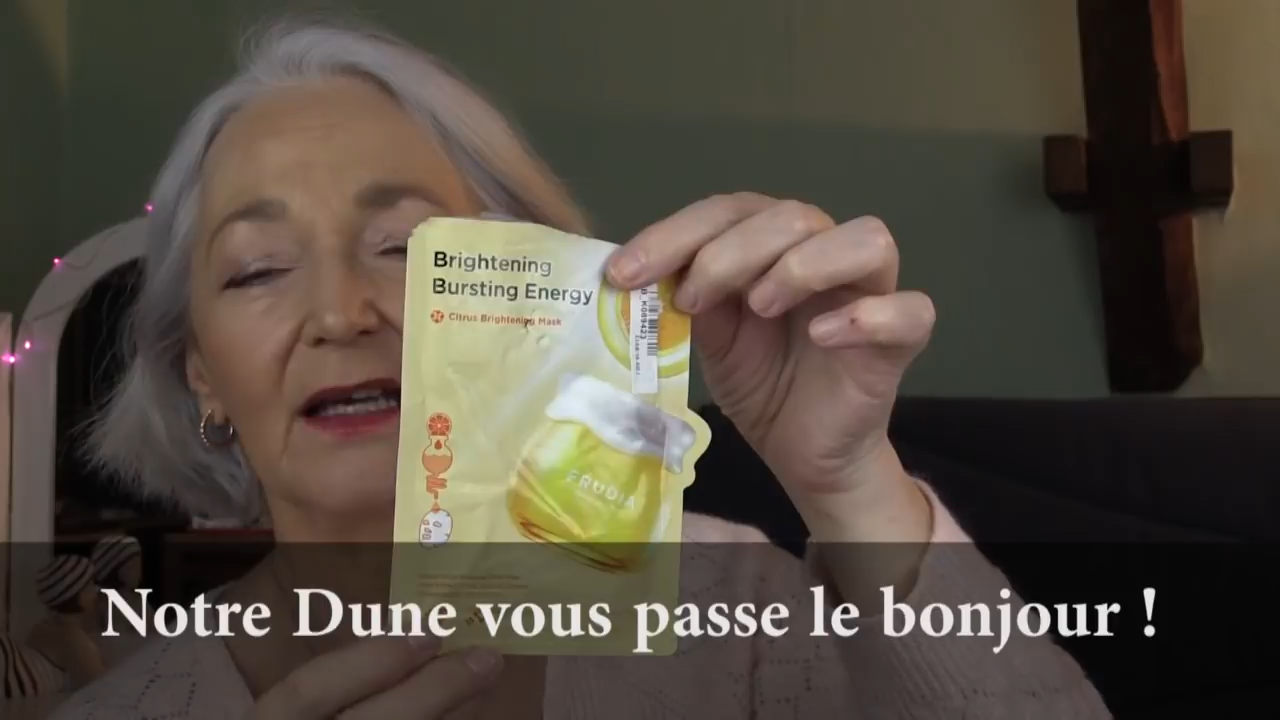 Brightening
Bursting Energy
Citrus Brightening Mask
FRUDIA
Notre Dune vous passe le bonjour !